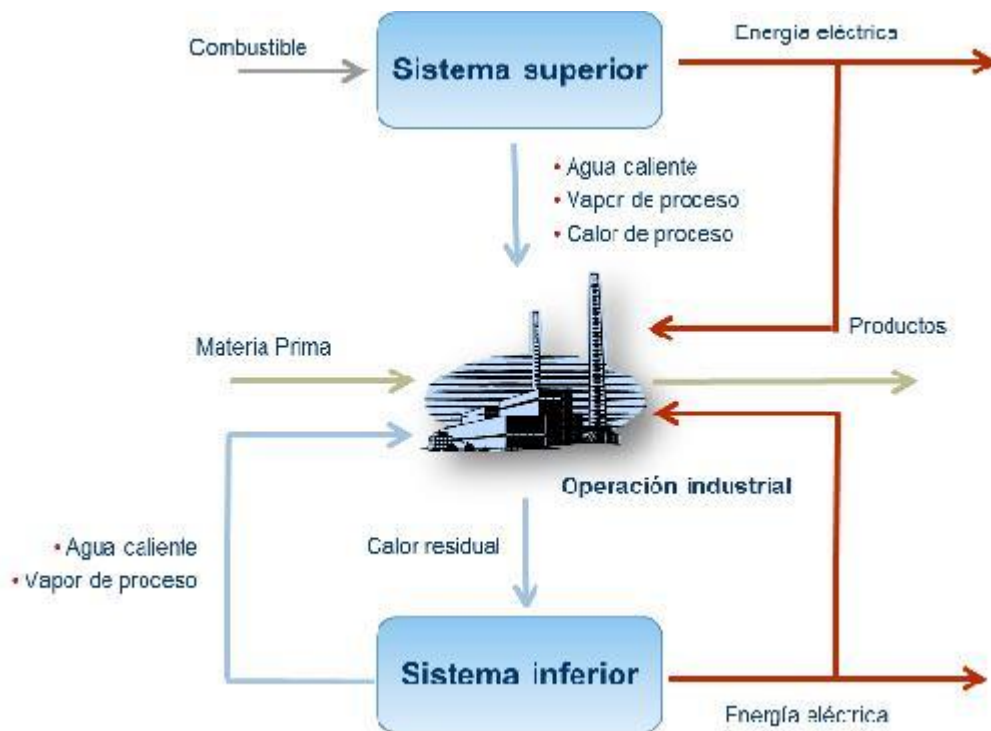 Combustible
Sistema superior
Energía eléctrica
• Agua caliente
• Vapor de proceso
• Calor de proceso
Materia Prima
Productos
Operación industrial
• Agua caliente
• Vapor de proceso
Calor residual
Sistema inferior
Energía eléctrica